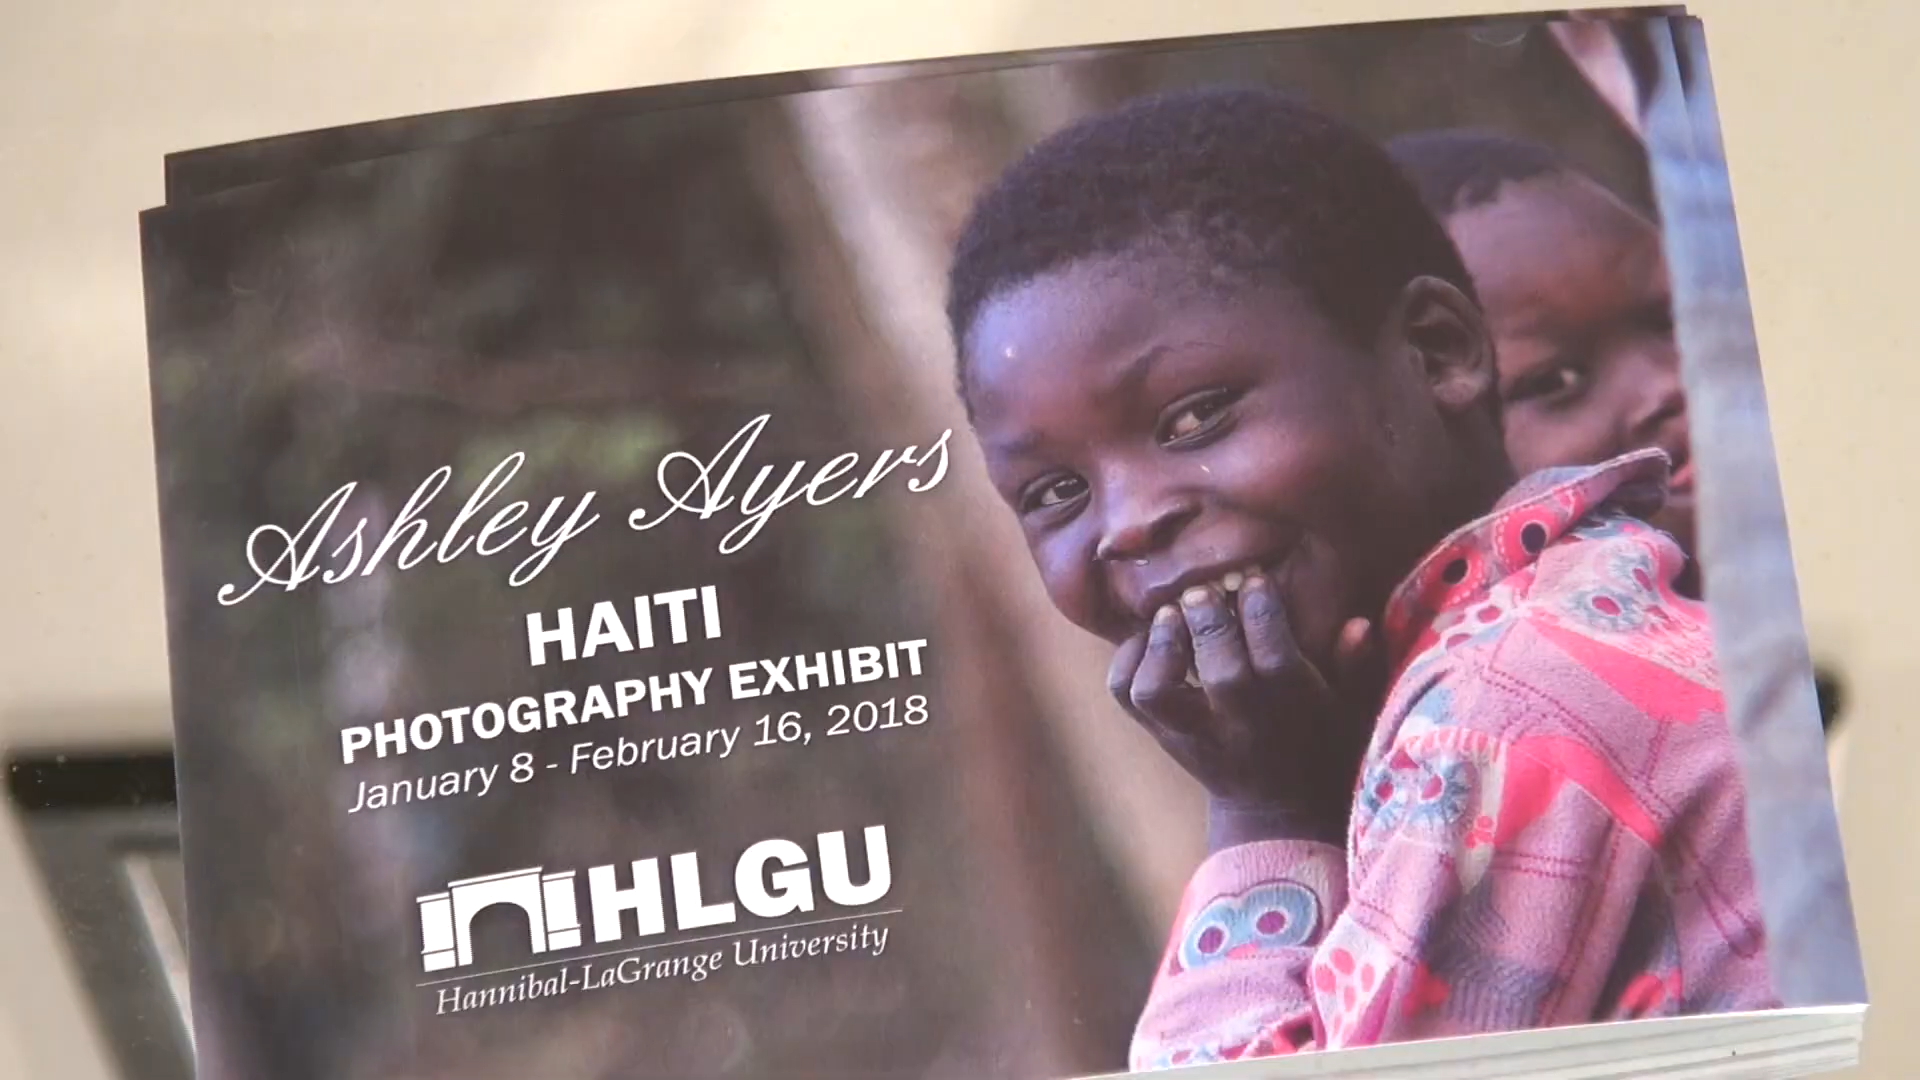 Ashley Ayers
HAITI
PHOTOGRAPHY EXHIBIT
January 8 - February 16, 2018
HLGU
Hannibal-LaGrange University